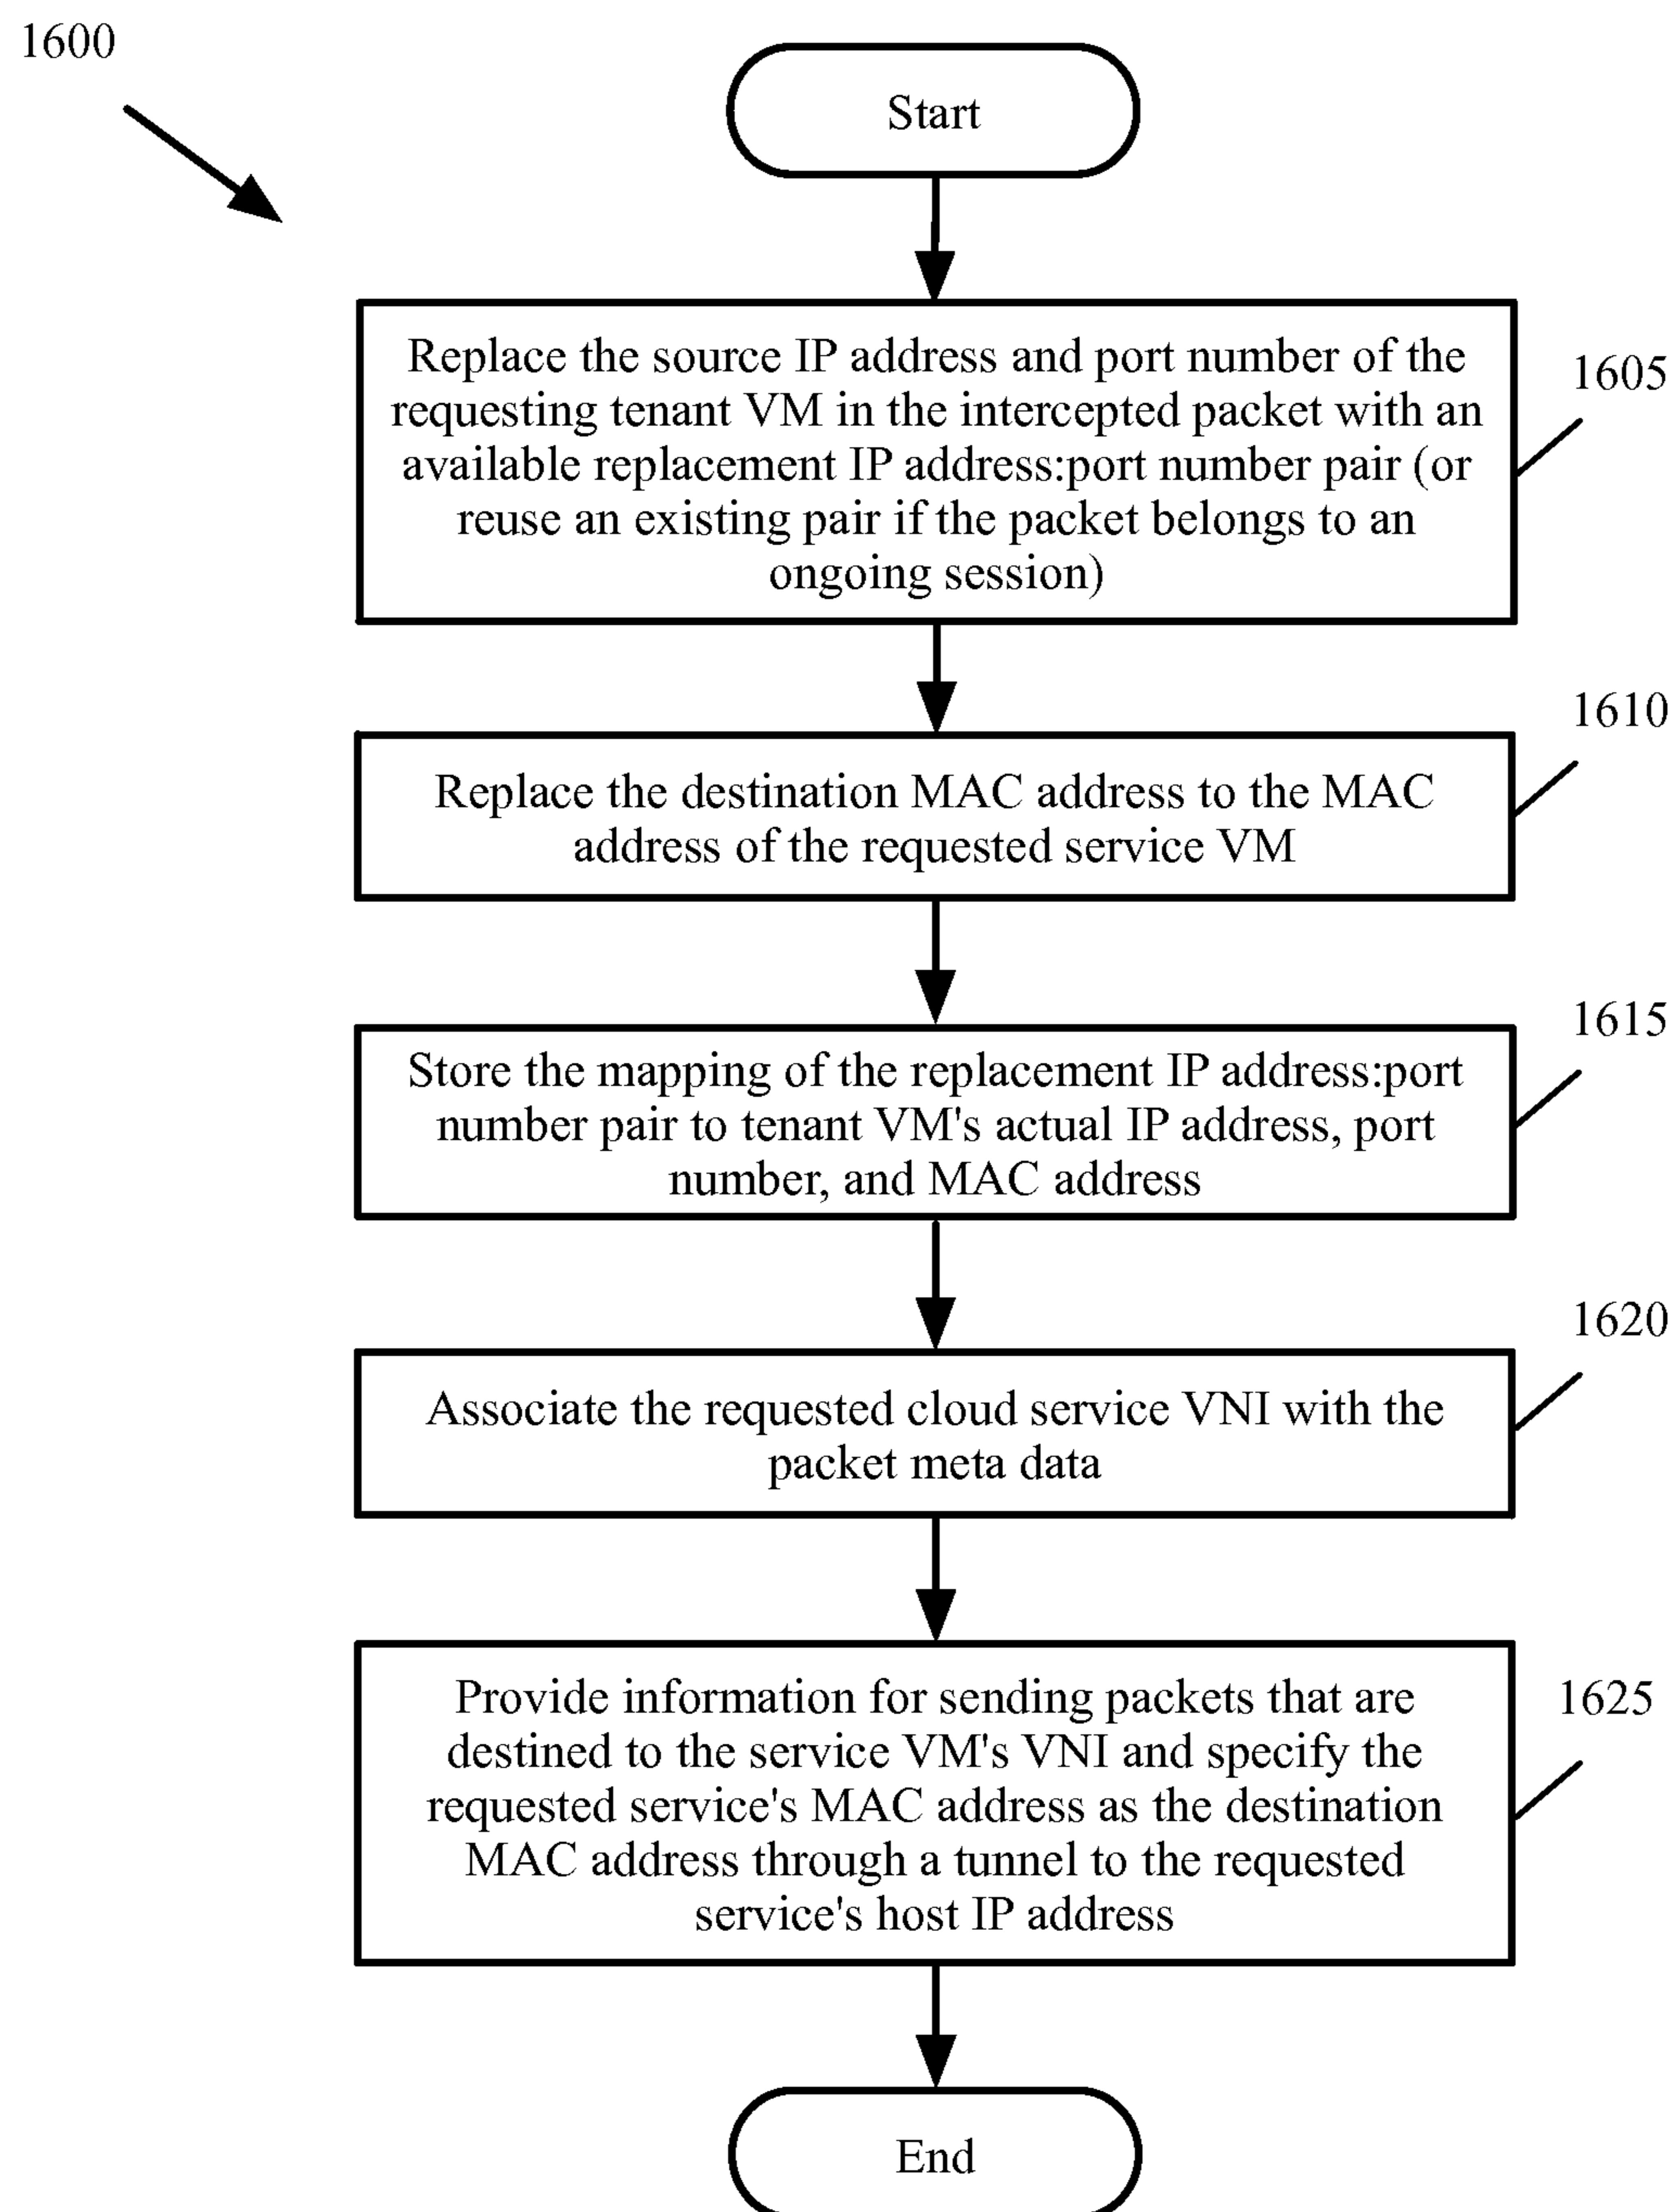 1600
Start
Replace the source IP address and port number of the
requesting tenant VM in the intercepted packet with an
available replacement IP address:port number pair (or
reuse an existing pair if the packet belongs to an
ongoing session)
1605
Replace the destination MAC address to the MAC
address of the requested service VM
1610
Store the mapping of the replacement IP address:port
number pair to tenant VM's actual IP address, port
number, and MAC address
1615
Associate the requested cloud service VNI with the
packet meta data
1620
Provide information for sending packets that are
destined to the service VM's VNI and specify the
requested service's MAC address as the destination
MAC address through a tunnel to the requested
service's host IP address
1625
End